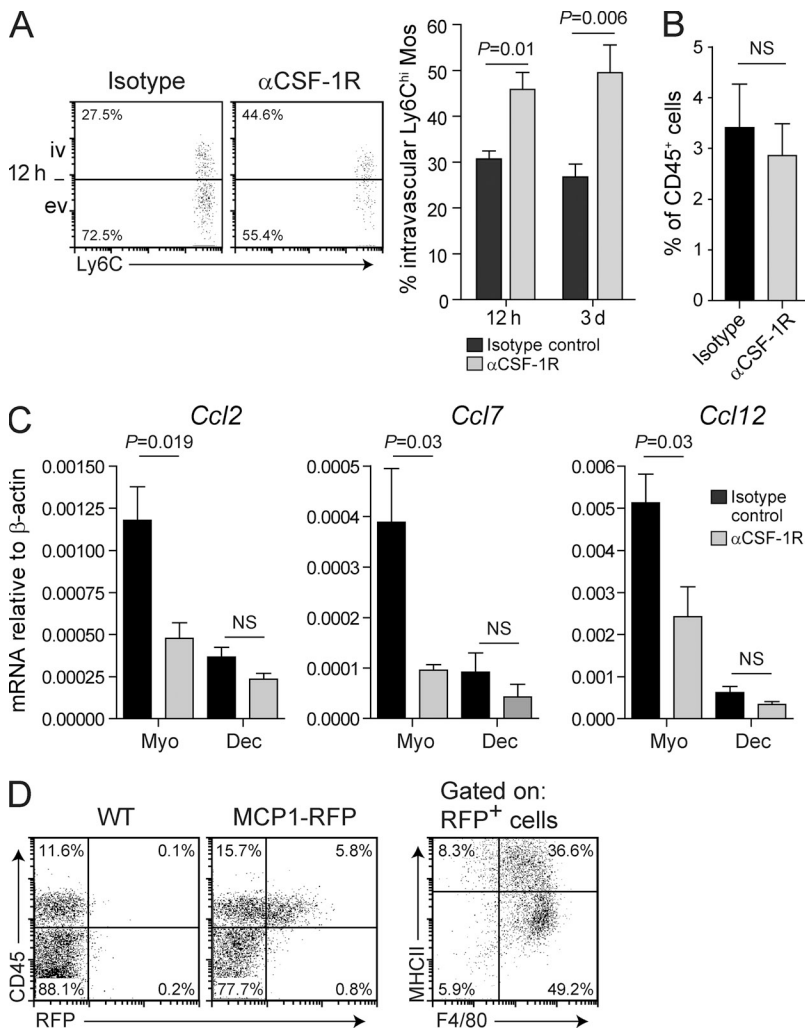 A
Isotype
αCSF-1R
27.5%
44.6%
iv
12 h
ev
72.5%
55.4%
Ly6C
% intravascular Ly6Chi Mos
60
50
40
30
20
10
0
P=0.01
P=0.006
12 h
3 d
Isotype control
αCSF-1R
B
% of CD45+ cells
NS
5
4
3
2
1
0
Isotype
αCSF-1R
C
mRNA relative to β-actin
Ccl2
P=0.019
0.00150
0.00125
0.00100
0.00075
0.00050
0.00025
0.00000
NS
Myo
Dec
Ccl7
P=0.03
0.0005
0.0004
0.0003
0.0002
0.0001
0.0000
NS
Myo
Dec
Ccl12
P=0.03
0.006
0.005
0.004
0.003
0.002
0.001
0.000
NS
Myo
Dec
Isotype
control
αCSF-1R
D
WT
MCP1-RFP
Gated on:
RFP+ cells
11.6%
0.1%
15.7%
5.8%
8.3%
36.6%
CD45
MHCII
88.1%
0.2%
77.7%
0.8%
5.9%
49.2%
RFP
F4/80